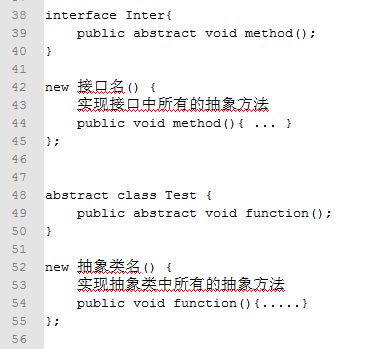 38 interface Inter{
39 public abstract void method();
40 }
41
42 new 接口名() {
43 实现接口中所有的抽象方法
44 public void method(){ ... }
45 };
46
47
48 abstract class Test {
49 public abstract void function();
50 }
51
52 new 抽象类名() {
53 实现抽象类中所有的抽象方法
54 public void function(){.....}
55 };
56